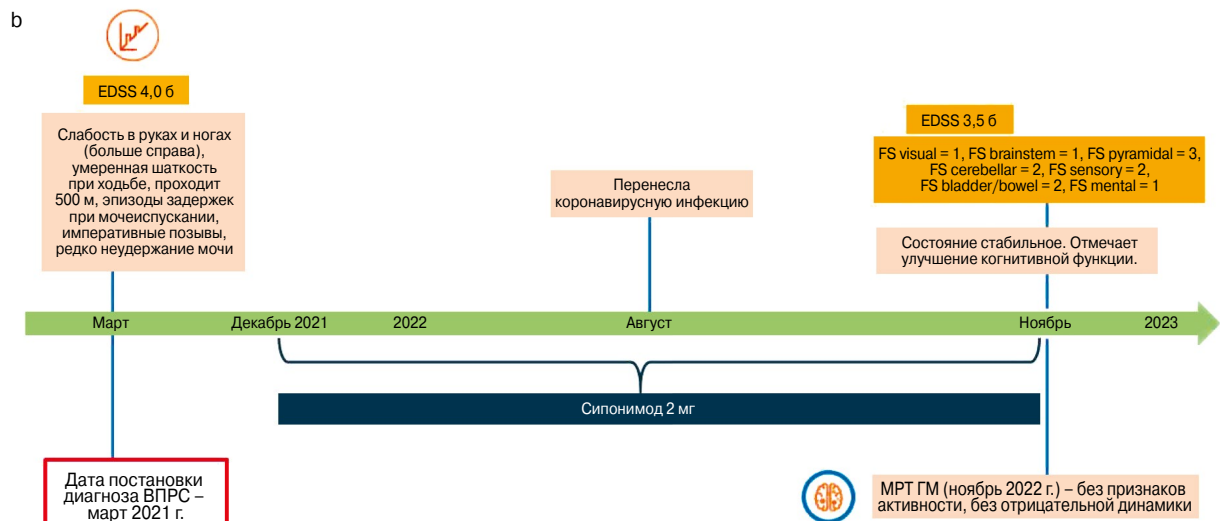 b
EDSS 4,0 б
Слабость в руках и ногах
(больше справа),
умеренная шаткость
при ходьбе, проходит
500 м, эпизоды задержек
при мочеиспускании,
императивные позывы,
редко неудержание мочи
Перенесла
коронавирусную инфекцию
EDSS 3,5 б
FS visual = 1, FS brainstem = 1, FS pyramidal = 3,
FS cerebellar = 2, FS sensory = 2,
FS bladder/bowel = 2, FS mental = 1
Состояние стабильное. Отмечает
улучшение когнитивной функции.
Март
Декабрь 2021
2022
Август
Ноябрь
2023
Сипонимод 2 мг
Дата постановки
диагноза ВПРС –
март 2021 г.
МРТ ГМ (ноябрь 2022 г.) – без признаков
активности, без отрицательной динамики